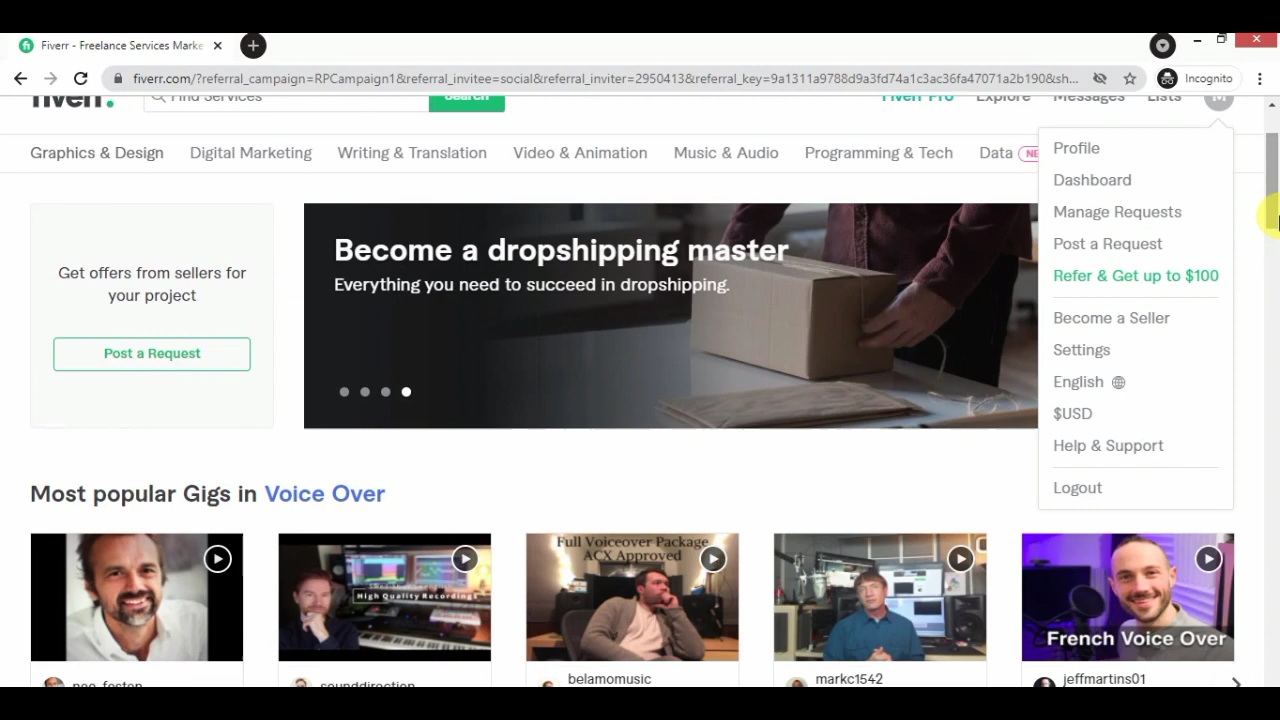 Fiverr - Freelance Services Marke
fiverr.com/?referral_campaign=RPCampaign1&referral_invitee=social&referral_inviter=2950413&referral_key=9a1311a9788d9a3fd74a1c3ac36fa47071a2b190&sh...
Incognito
fiverr.
Find Services
Search
Fiverr Pro
Explore
Messages
Lists
M
Graphics & Design
Digital Marketing
Writing & Translation
Video & Animation
Music & Audio
Programming & Tech
Data
NE
Profile
Dashboard
Manage Requests
Post a Request
Refer & Get up to $100
Become a Seller
Settings
English
$USD
Help & Support
Logout
Get offers from sellers for
your project
Post a Request
Become a dropshipping master
Everything you need to succeed in dropshipping.
Most popular Gigs in Voice Over
High Quality Recordings
Full Voiceover Package
ACX Approved
French Voice Over
sounddirection
belamomusic
markc1542
jeffmartins01